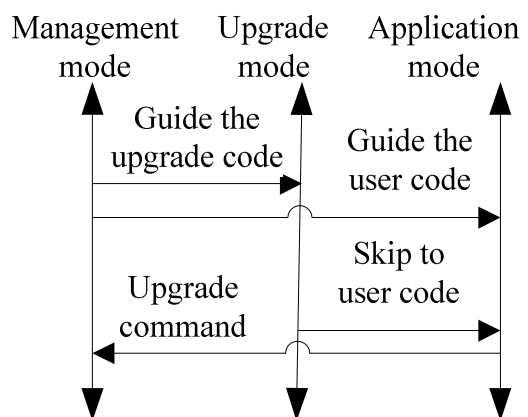 Management
mode
Upgrade
mode
Application
mode
Guide the
upgrade code
Guide the
user code
Skip to
user code
Upgrade
command